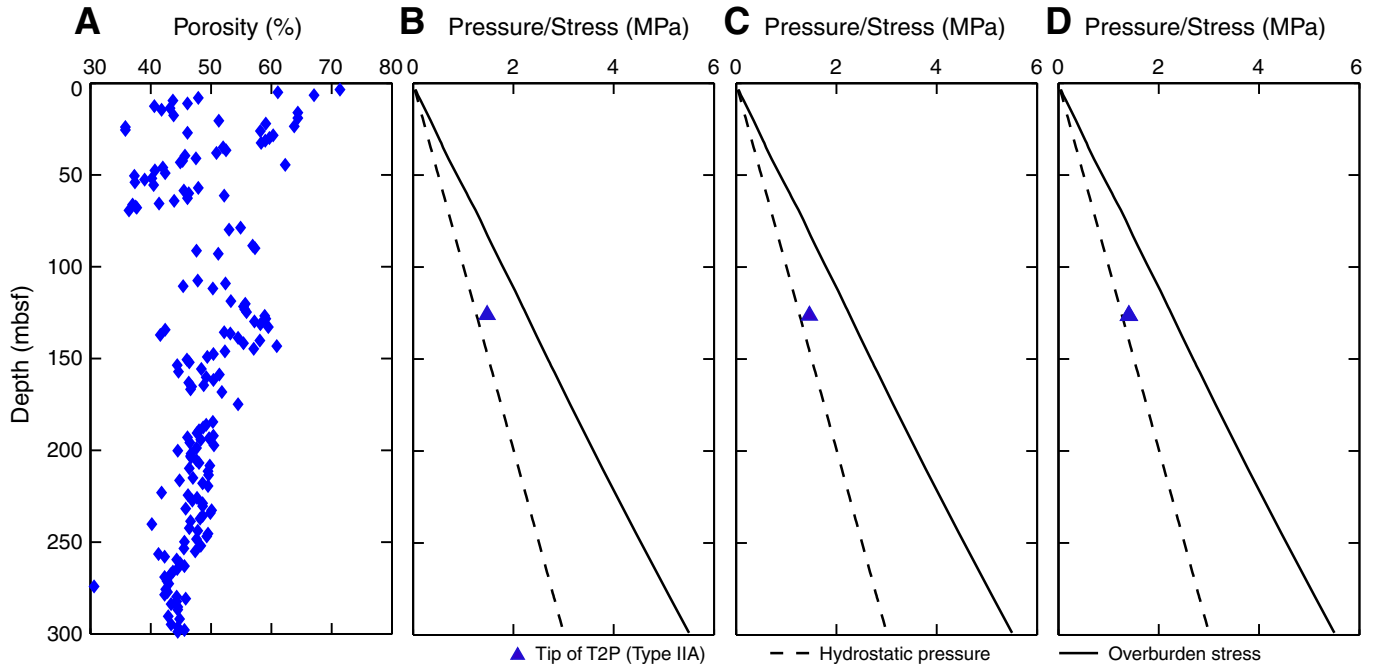 A Porosity (%) B Pressure/Stress (MPa) C Pressure/Stress (MPa) D Pressure/Stress (MPa)
30 40 50 60 70 80 0 2 4 6 0 2 4 6 0 2 4 6
0
50
100
150
200
250
300
Depth (mbsf)
Tip of T2P (Type IIA) Hydrostatic pressure Overburden stress